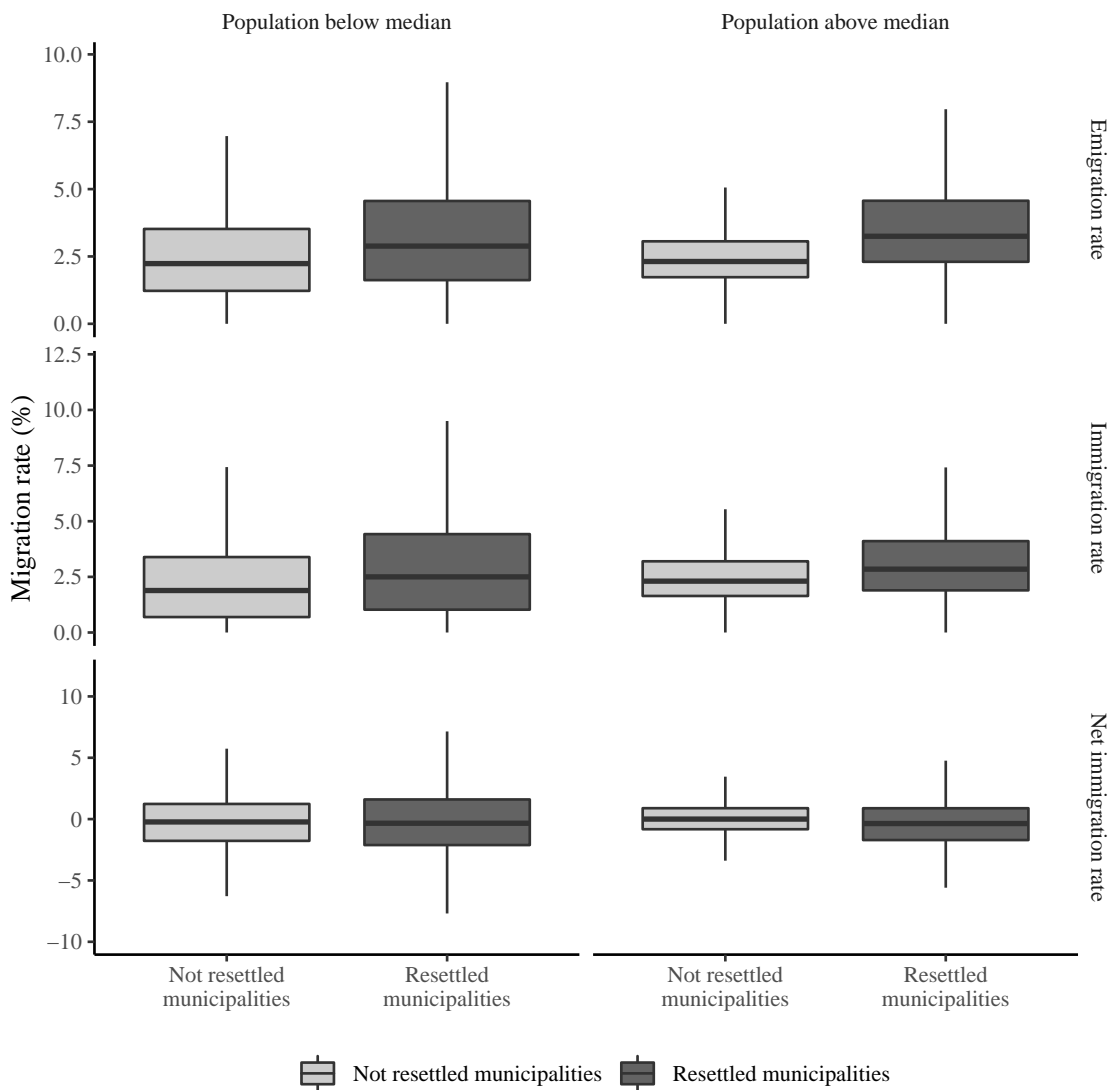 Population below median
Population above median
10.0
7.5
5.0
2.5
0.0
Emigration rate
12.5
10.0
7.5
5.0
2.5
0.0
Immigration rate
Migration rate (%)
10
5
0
−5
−10
Net immigration rate
Not resettled
municipalities
Resettled
municipalities
Not resettled
municipalities
Resettled
municipalities
Not resettled municipalities
Resettled municipalities